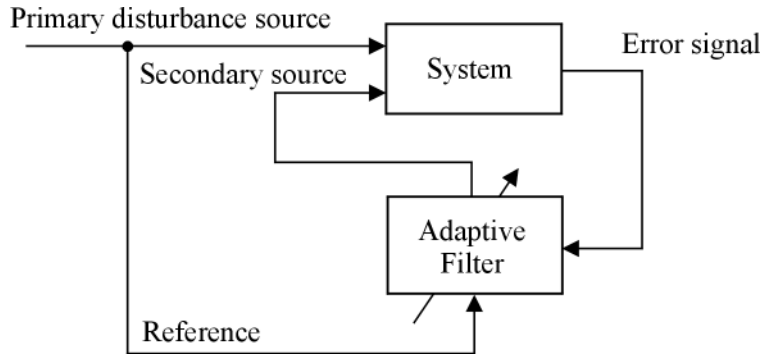 Primary disturbance source
Error signal
System
Secondary source
Adaptive
Filter
Reference